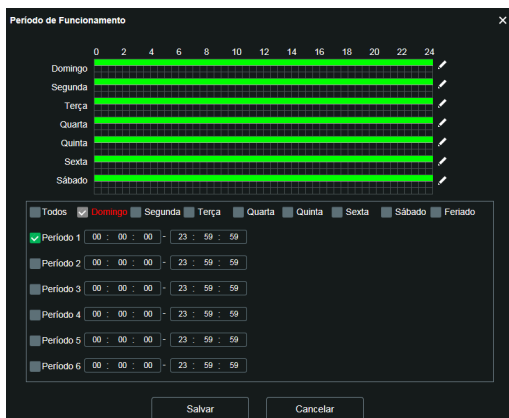 Período de Funcionamento
0 2 4 6 8 10 12 14 16 18 20 22 24
Domingo
Segunda
Terça
Quarta
Quinta
Sexta
Sábado
Todos Domingo Segunda Terça Quarta Quinta Sexta Sábado Feriado
Período 1 00 : 00 : 00 - 23 : 59 : 59
Período 2 00 : 00 : 00 - 23 : 59 : 59
Período 3 00 : 00 : 00 - 23 : 59 : 59
Período 4 00 : 00 : 00 - 23 : 59 : 59
Período 5 00 : 00 : 00 - 23 : 59 : 59
Período 6 00 : 00 : 00 - 23 : 59 : 59
Salvar Cancelar